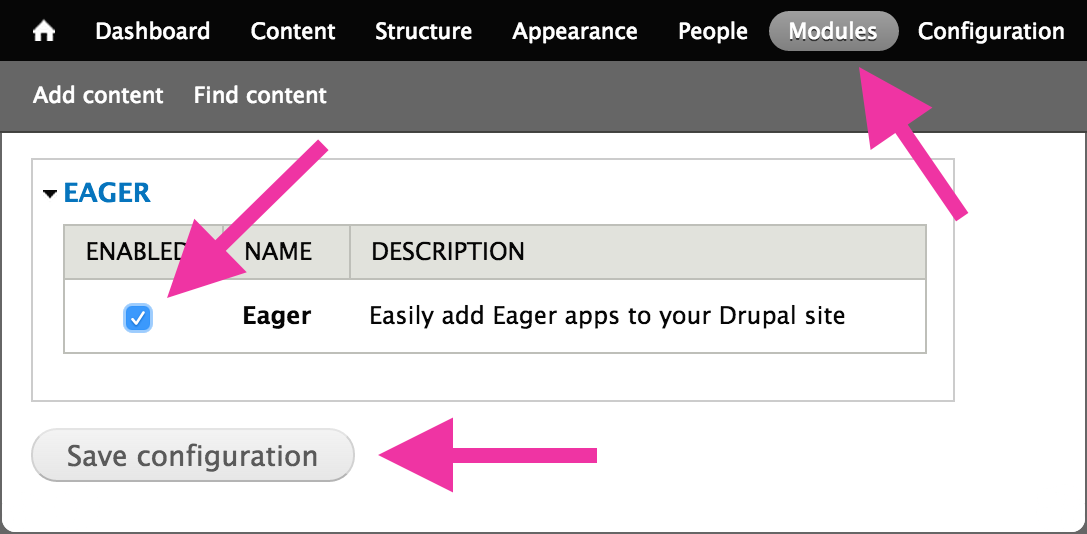 Dashboard Content Structure Appearance People Modules Configuration
Add content Find content
EAGER
ENABLED NAME DESCRIPTION
Eager Easily add Eager apps to your Drupal site
Save configuration